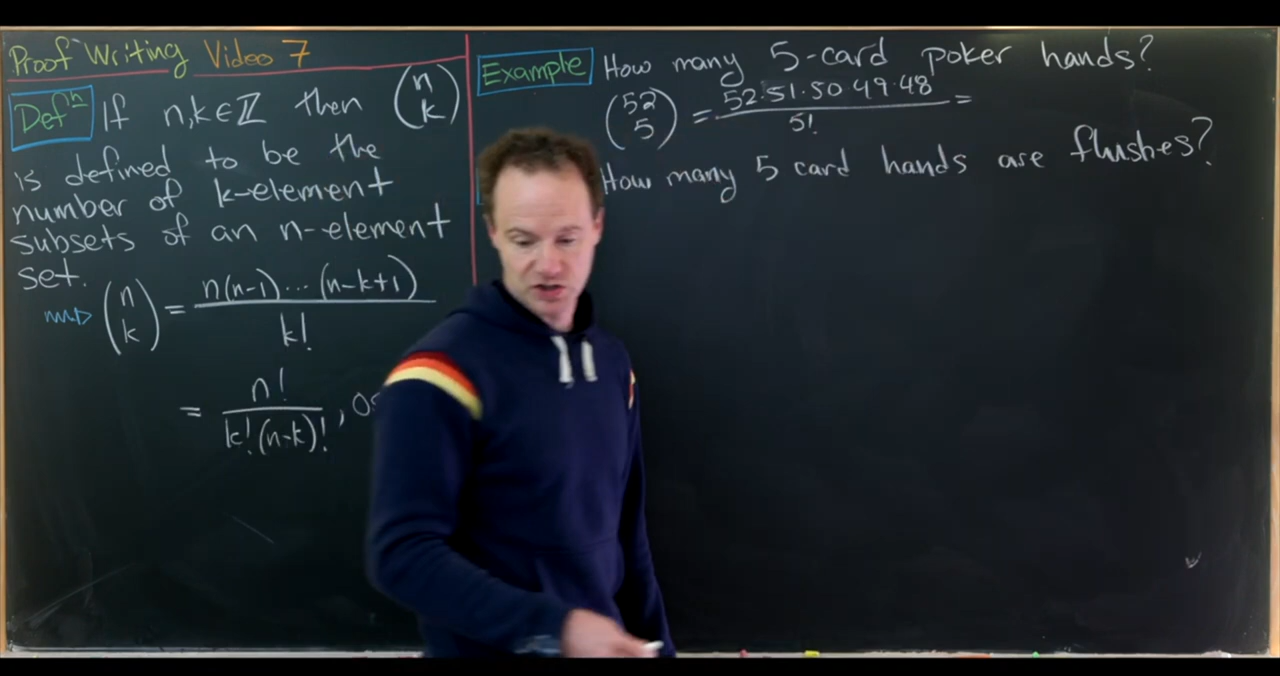 Proof Writing Video 7
Defⁿ If n,k∈ℤ then (n k)
is defined to be the
number of k-element
subsets of an n-element
set.
(n k) = n(n-1)...(n-k+1) / k!
= n! / k!(n-k)! ,
Example How many 5-card poker hands?
(52 5) = 52·51·50·49·48 / 5! =
How many 5 card hands are flushes?